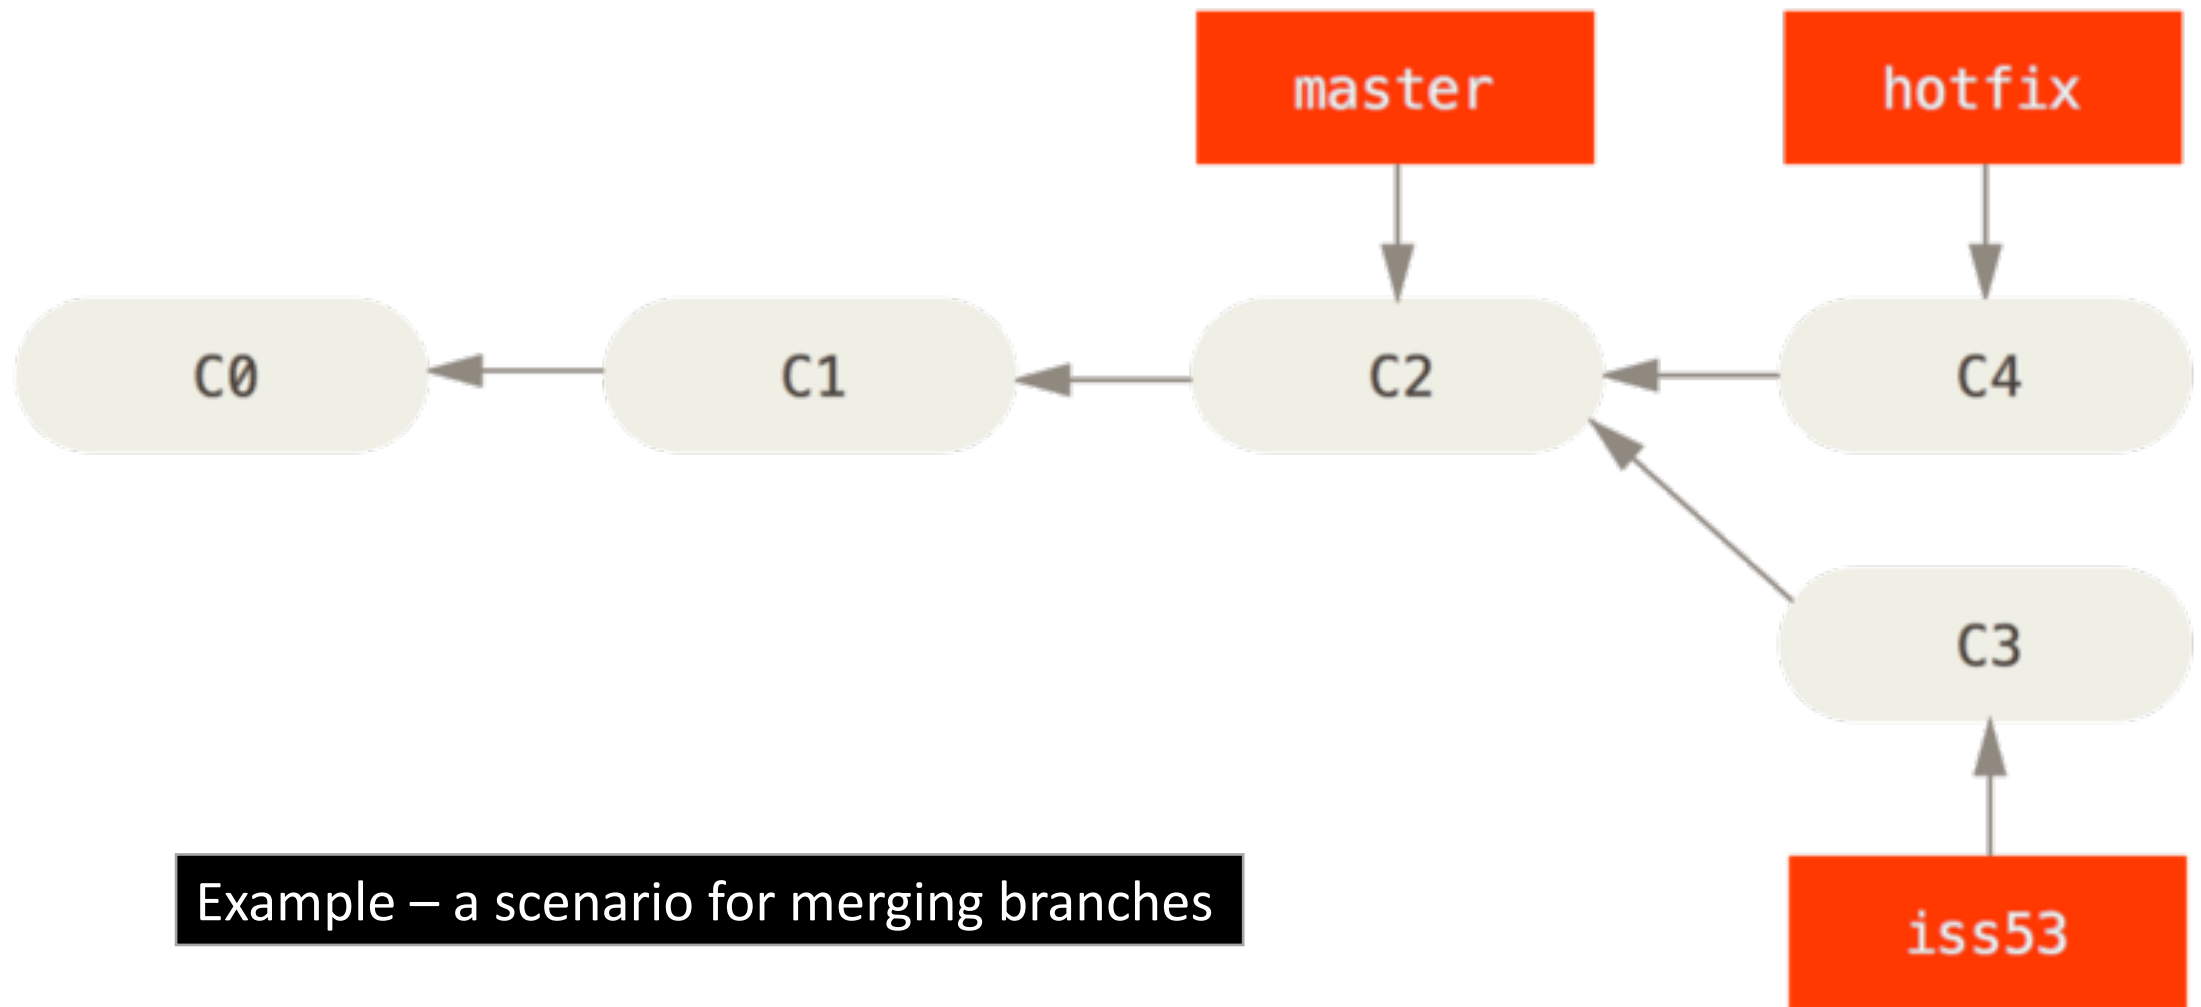 master
hotfix
C0
C1
C2
C4
C3
Example – a scenario for merging branches
iss53